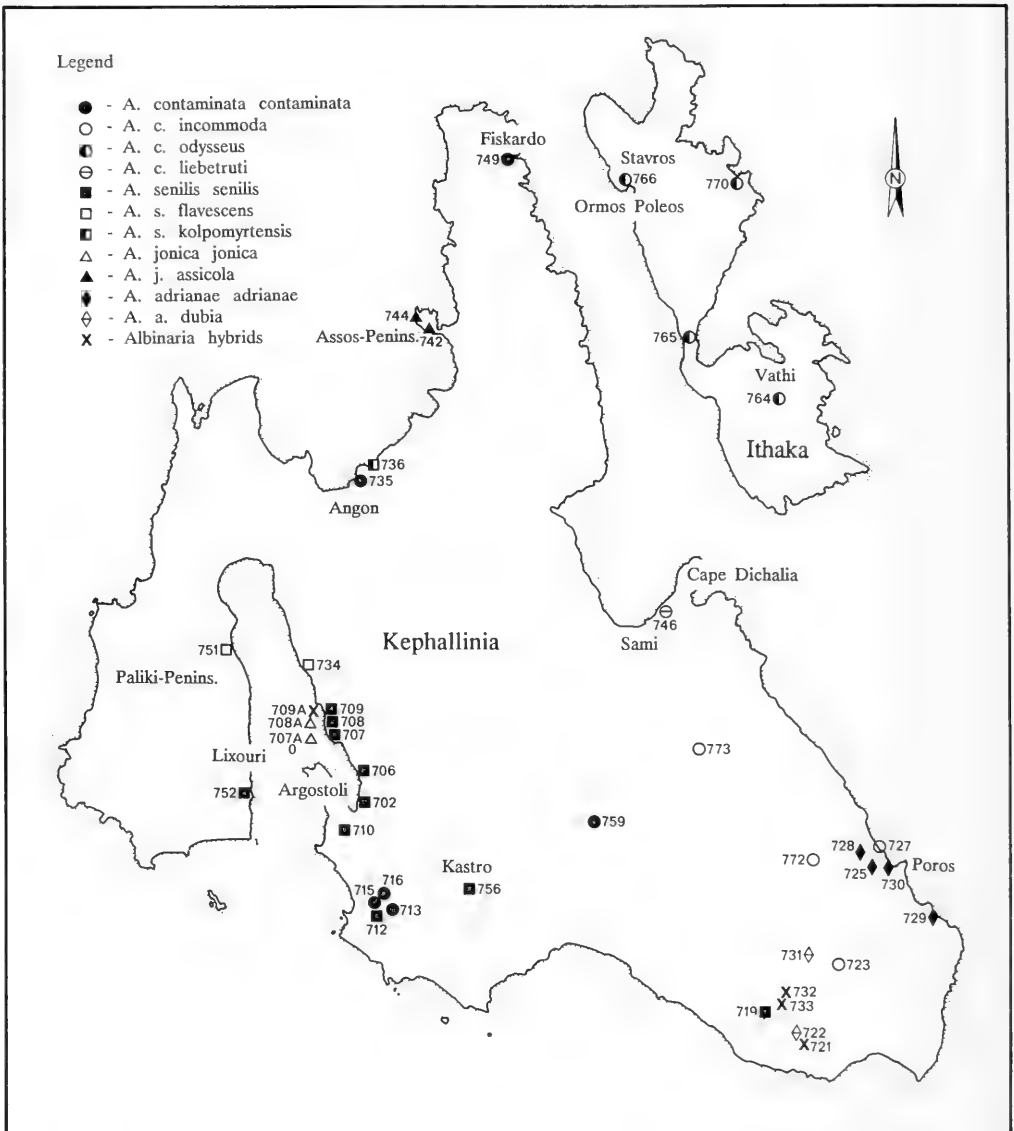 Legend
- A. contaminata contaminata
- A. c. incommoda
- A. c. odysseus
- A. c. liebetruti
- A. senilis senilis
- A. s. flavescens
- A. s. kolpomyrtensis
- A. jonica jonica
- A. j. assicola
- A. adrianae adrianae
- A. a. dubia
X - Albinaria hybrids
N
Fiskardo
749
Stavros
766
770
Ormos Poleos
744
Assos-Penins.
742
765
Vathi
764
Ithaka
736
735
Angon
Cape Dichalia
746
Sami
Kephallinia
751
734
Paliki-Penins.
709A X
709
708A
708
707A
707
0
Lixouri
706
752
Argostoli
702
710
773
759
728
727
772
725
730
Poros
Kastro
756
716
715
713
712
729
731
723
X 732
X 733
719
722
X 721